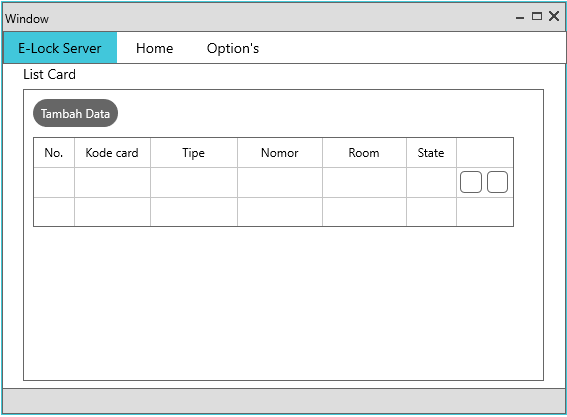 Window
E-Lock Server Home Option's
List Card
Tambah Data
No. Kode card Tipe Nomor Room State